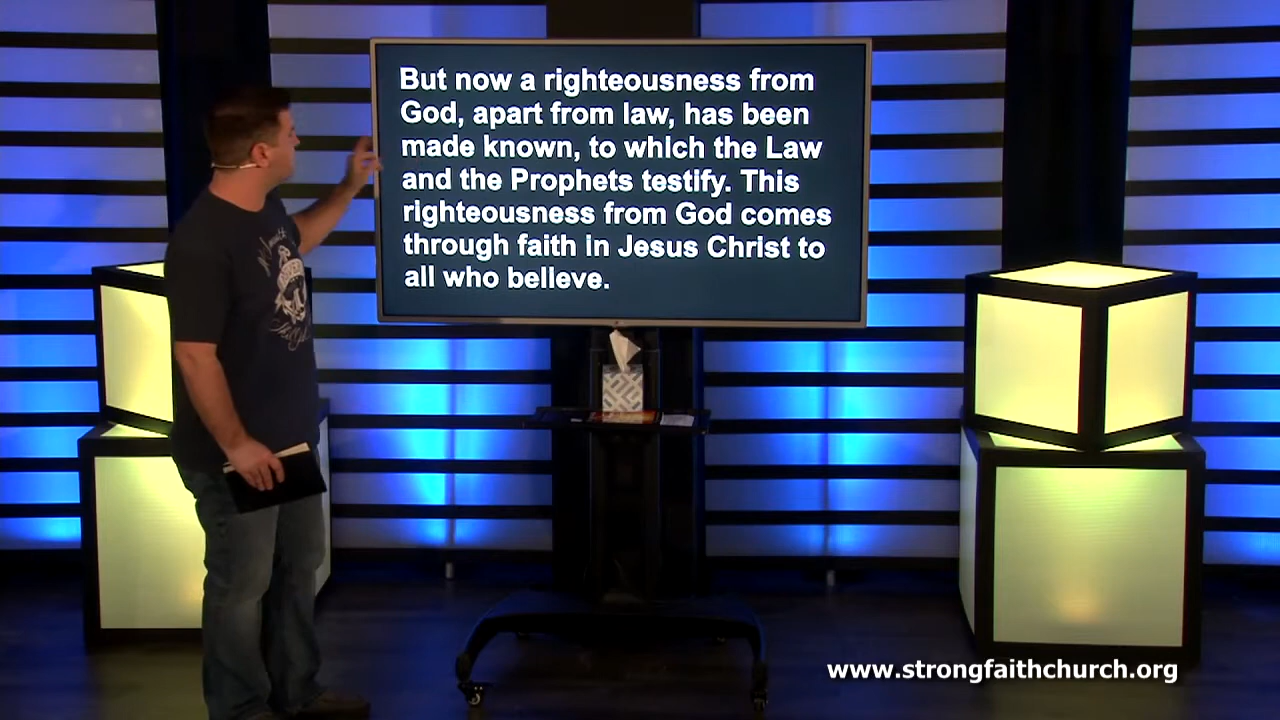 But now a righteousness from
God, apart from law, has been
made known, to which the Law
and the Prophets testify. This
righteousness from God comes
through faith in Jesus Christ to
all who believe.
www.strongfaithchurch.org